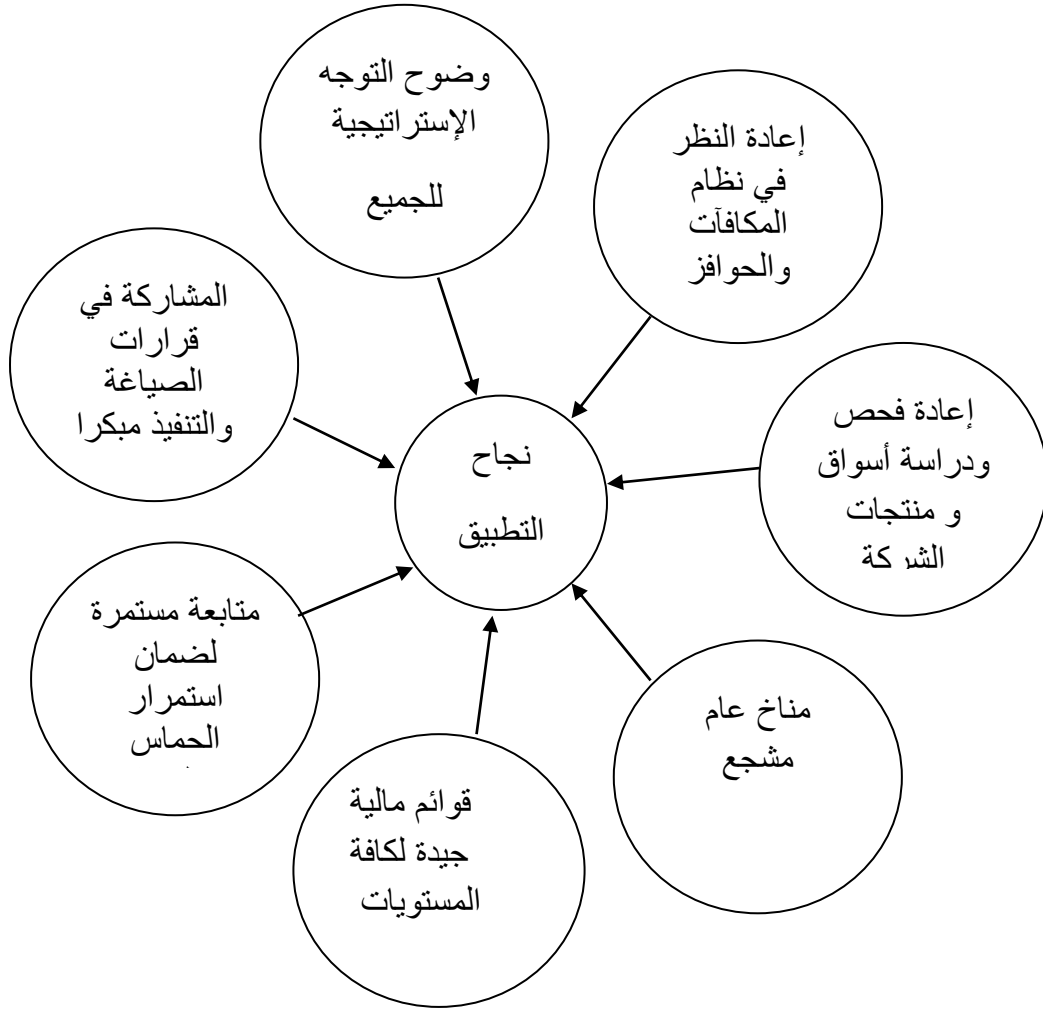 وضوح التوجه
الإستراتيجية
للجميع
إعادة النظر
في نظام
المكافآت
والحوافز
المشاركة في
قرارات
الصياغة
والتنفيذ مبكرا
نجاح
التطبيق
إعادة فحص
ودراسة أسواق
و منتجات
الشركة
متابعة مستمرة
لضمان
استمرار
الحماس
مناخ عام
مشجع
قوائم مالية
جيدة لكافة
المستويات